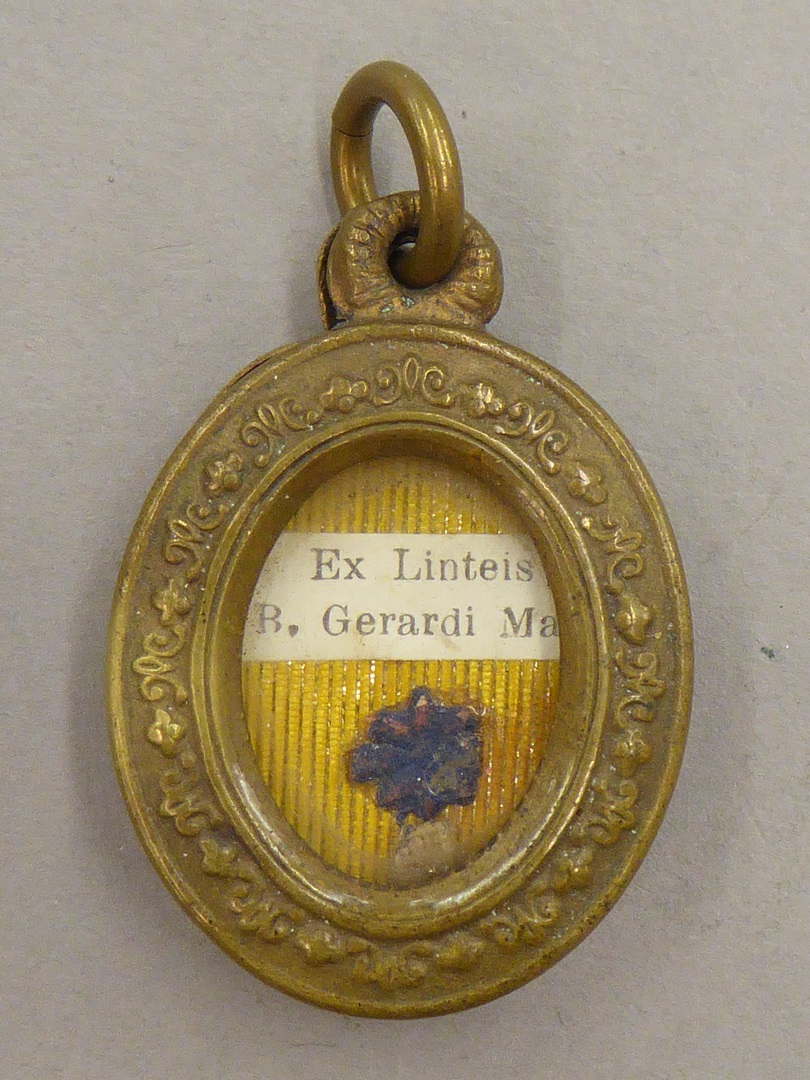 Ex Linteis
B. Gerardi Ma